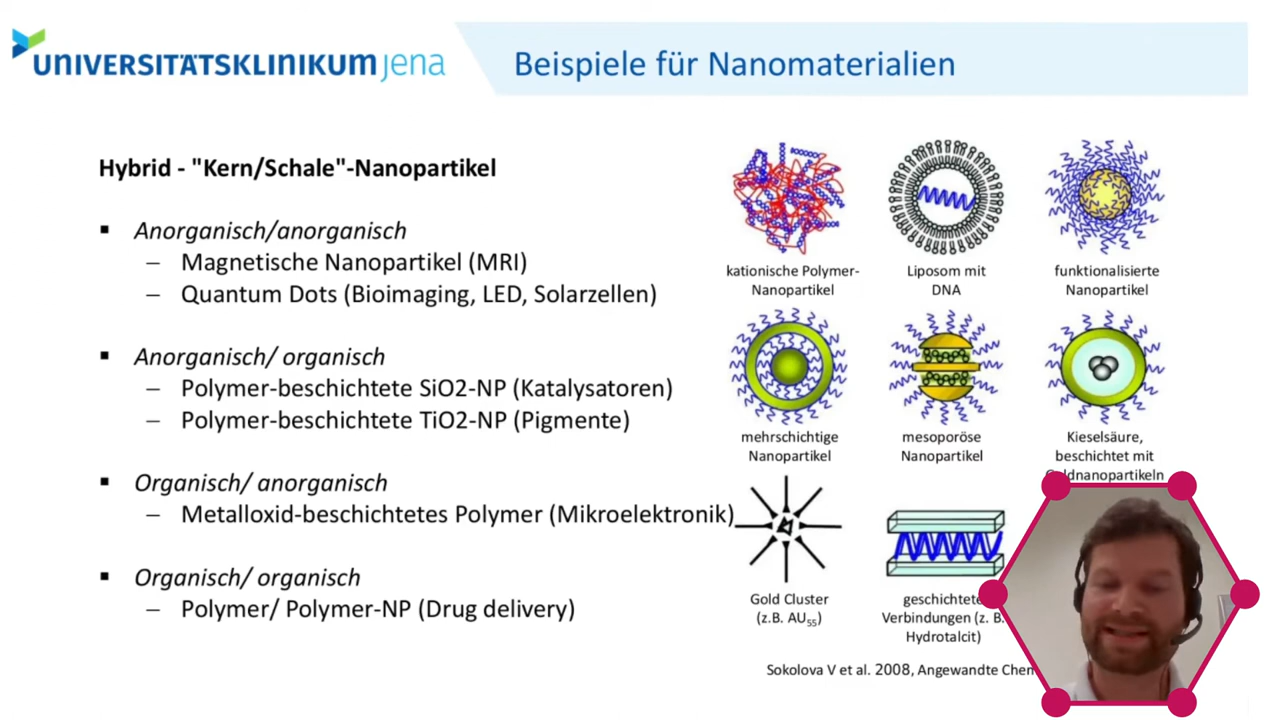 UNIVERSITÄTSKLINIKUM jena
Beispiele für Nanomaterialien
Hybrid - "Kern/Schale"-Nanopartikel
▪ Anorganisch/anorganisch
– Magnetische Nanopartikel (MRI)
– Quantum Dots (Bioimaging, LED, Solarzellen)
▪ Anorganisch/ organisch
– Polymer-beschichtete SiO2-NP (Katalysatoren)
– Polymer-beschichtete TiO2-NP (Pigmente)
▪ Organisch/ anorganisch
– Metalloxid-beschichtetes Polymer (Mikroelektronik)
▪ Organisch/ organisch
– Polymer/ Polymer-NP (Drug delivery)
kationische Polymer-
Nanopartikel
Liposom mit
DNA
funktionalisierte
Nanopartikel
mehrschichtige
Nanopartikel
mesoporöse
Nanopartikel
Kieselsäure,
beschichtet mit
Goldnanopartikeln
Gold Cluster
(z.B. AU₅₅)
geschichtete
Verbindungen (z. B.
Hydrotalcit)
Sokolova V et al. 2008, Angewandte Chem